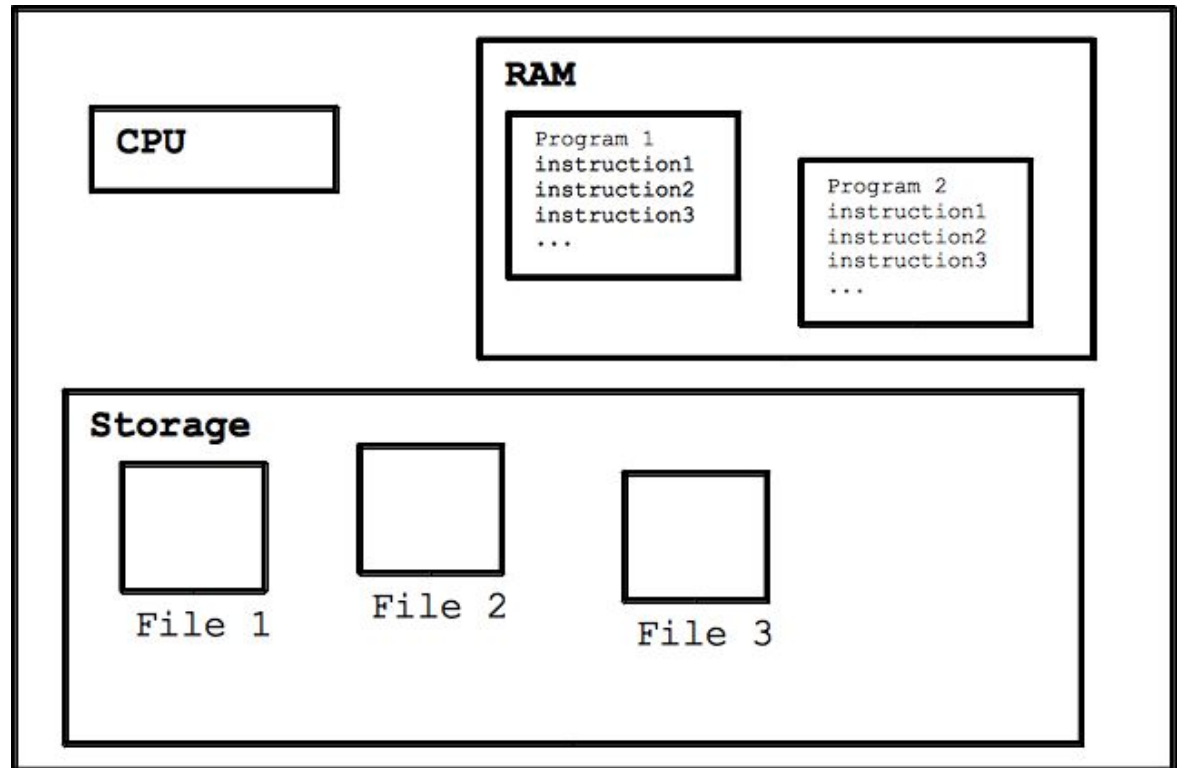 CPU
RAM
Program 1
instruction1
instruction2
instruction3
...
Program 2
instruction1
instruction2
instruction3
...
Storage
File 1
File 2
File 3